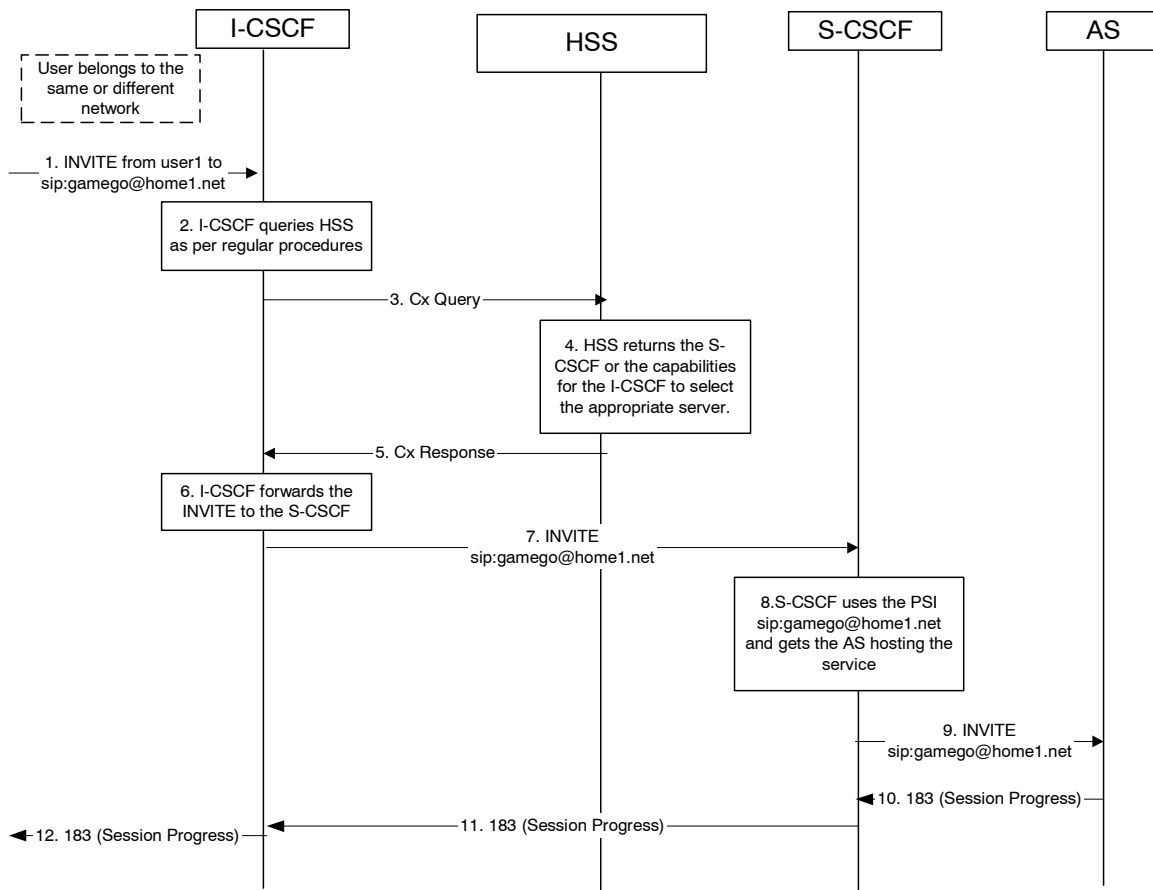 I-CSCF
HSS
S-CSCF
AS
User belongs to the
same or different
network
1. INVITE from user1 to
sip:gamego@home1.net
2. I-CSCF queries HSS
as per regular procedures
3. Cx Query
4. HSS returns the S-
CSCF or the capabilities
for the I-CSCF to select
the appropriate server.
5. Cx Response
6. I-CSCF forwards the
INVITE to the S-CSCF
7. INVITE
sip:gamego@home1.net
8.S-CSCF uses the PSI
sip:gamego@home1.net
and gets the AS hosting the
service
9. INVITE
sip:gamego@home1.net
10. 183 (Session Progress)
11. 183 (Session Progress)
12. 183 (Session Progress)